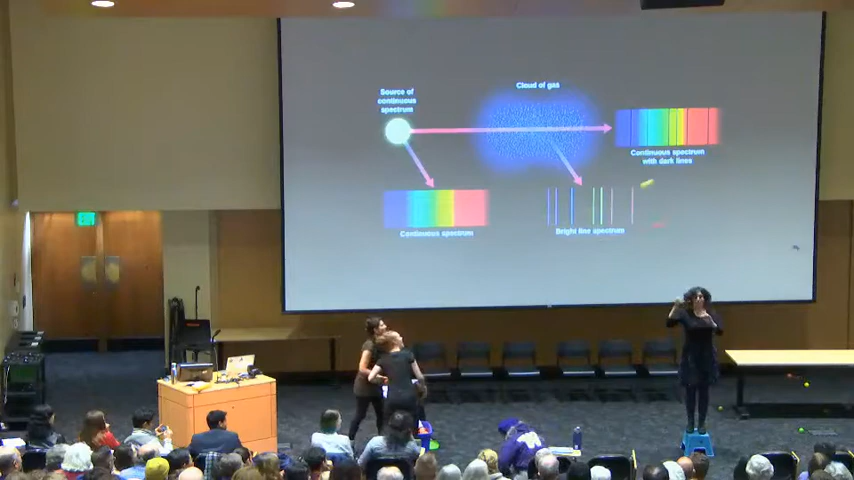 Source of
continuous
spectrum
Cloud of gas
Continuous spectrum
with dark lines
Continuous spectrum
Bright line spectrum